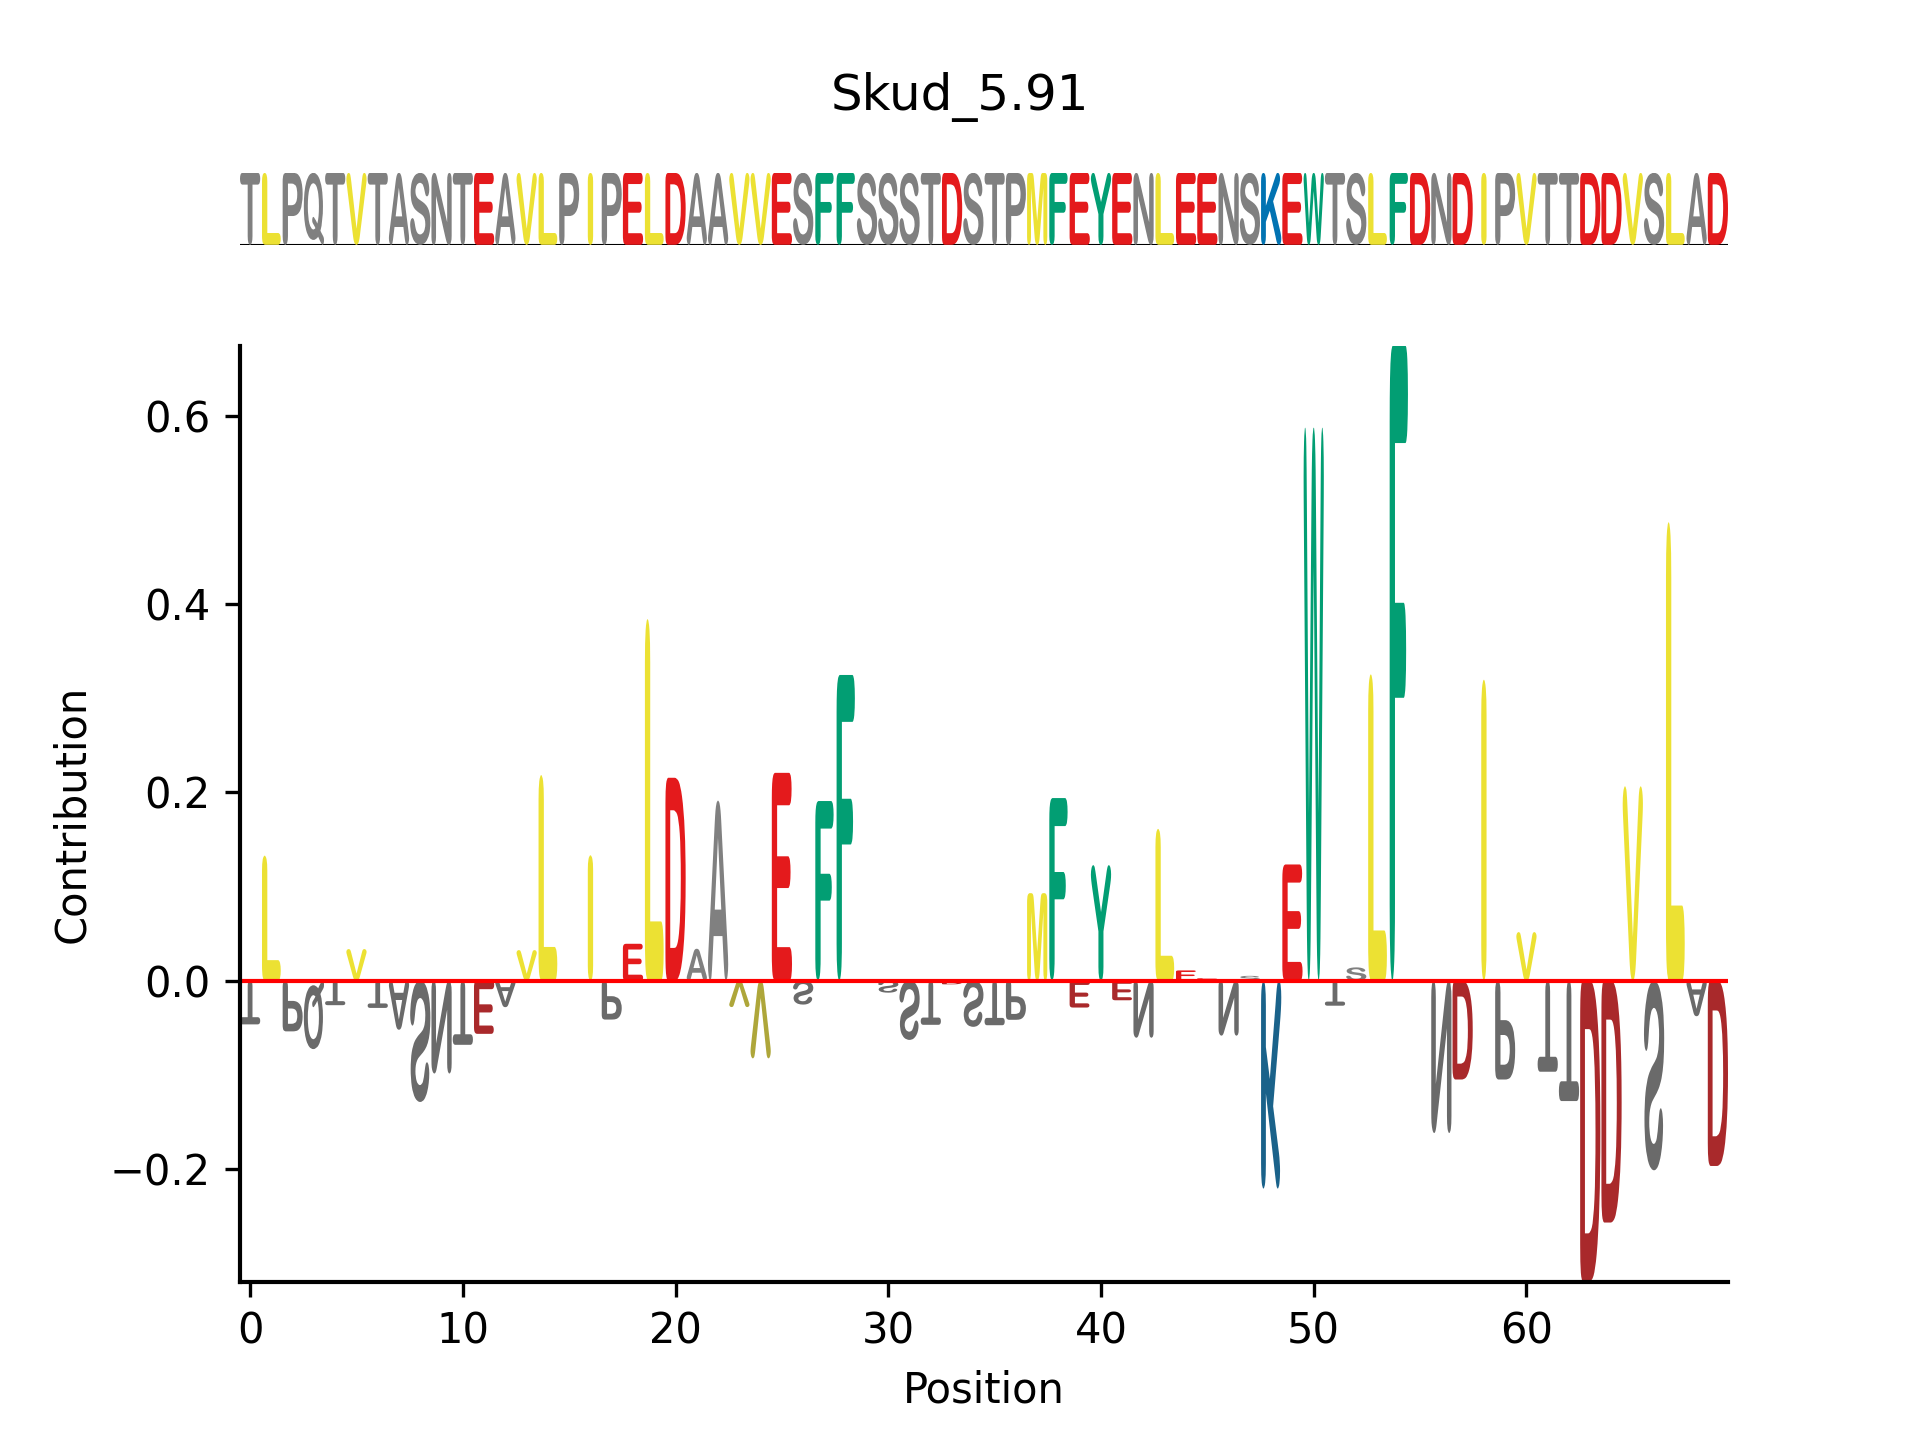 Skud_5.91
TLPQTVTASNTEAVLPIPELDAAVVESFFSSSTDSTPMFEYENLEENSKEWTSLFDNDIPVTTDDVSLAD
0.6
0.4
0.2
0.0
−0.2
Contribution
0 10 20 30 40 50 60
Position